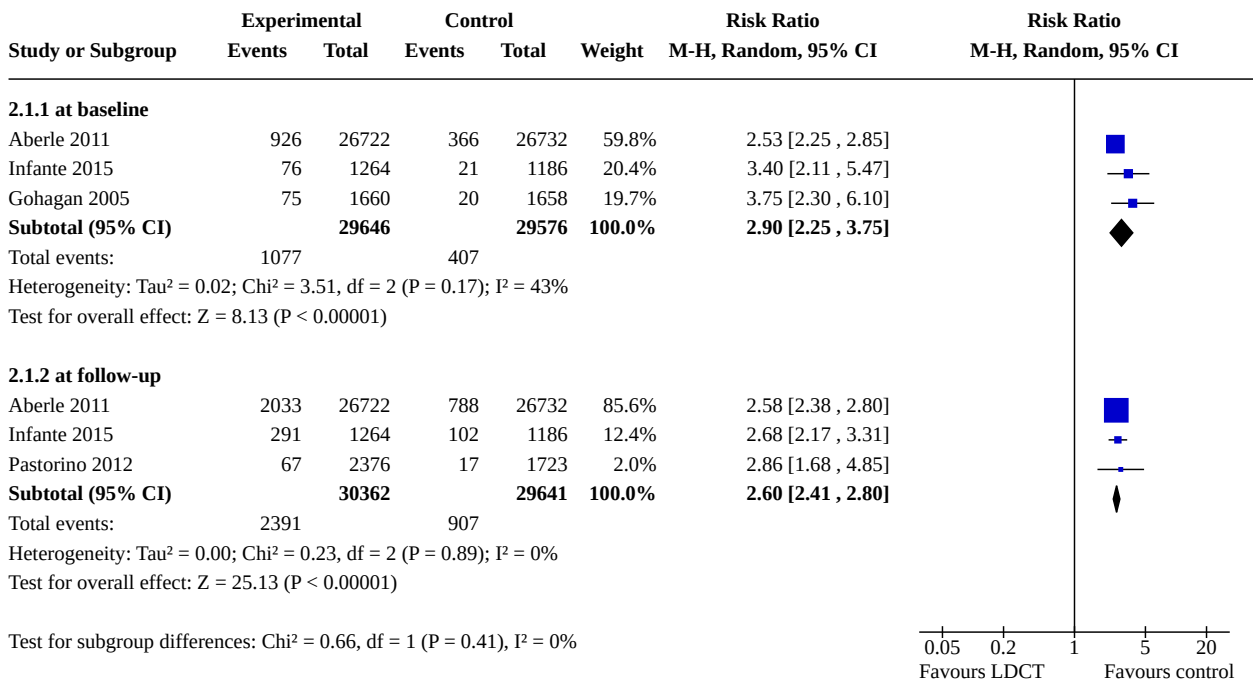 Experimental Control Risk Ratio Risk Ratio
Study or Subgroup Events Total Events Total Weight M-H, Random, 95% CI M-H, Random, 95% CI
2.1.1 at baseline
Aberle 2011 926 26722 366 26732 59.8% 2.53 [2.25 , 2.85]
Infante 2015 76 1264 21 1186 20.4% 3.40 [2.11 , 5.47]
Gohagan 2005 75 1660 20 1658 19.7% 3.75 [2.30 , 6.10]
Subtotal (95% CI) 29646 29576 100.0% 2.90 [2.25 , 3.75]
Total events: 1077 407
Heterogeneity: Tau² = 0.02; Chi² = 3.51, df = 2 (P = 0.17); I² = 43%
Test for overall effect: Z = 8.13 (P < 0.00001)
2.1.2 at follow-up
Aberle 2011 2033 26722 788 26732 85.6% 2.58 [2.38 , 2.80]
Infante 2015 291 1264 102 1186 12.4% 2.68 [2.17 , 3.31]
Pastorino 2012 67 2376 17 1723 2.0% 2.86 [1.68 , 4.85]
Subtotal (95% CI) 30362 29641 100.0% 2.60 [2.41 , 2.80]
Total events: 2391 907
Heterogeneity: Tau² = 0.00; Chi² = 0.23, df = 2 (P = 0.89); I² = 0%
Test for overall effect: Z = 25.13 (P < 0.00001)
Test for subgroup differences: Chi² = 0.66, df = 1 (P = 0.41), I² = 0%
0.05 0.2 1 5 20
Favours LDCT Favours control